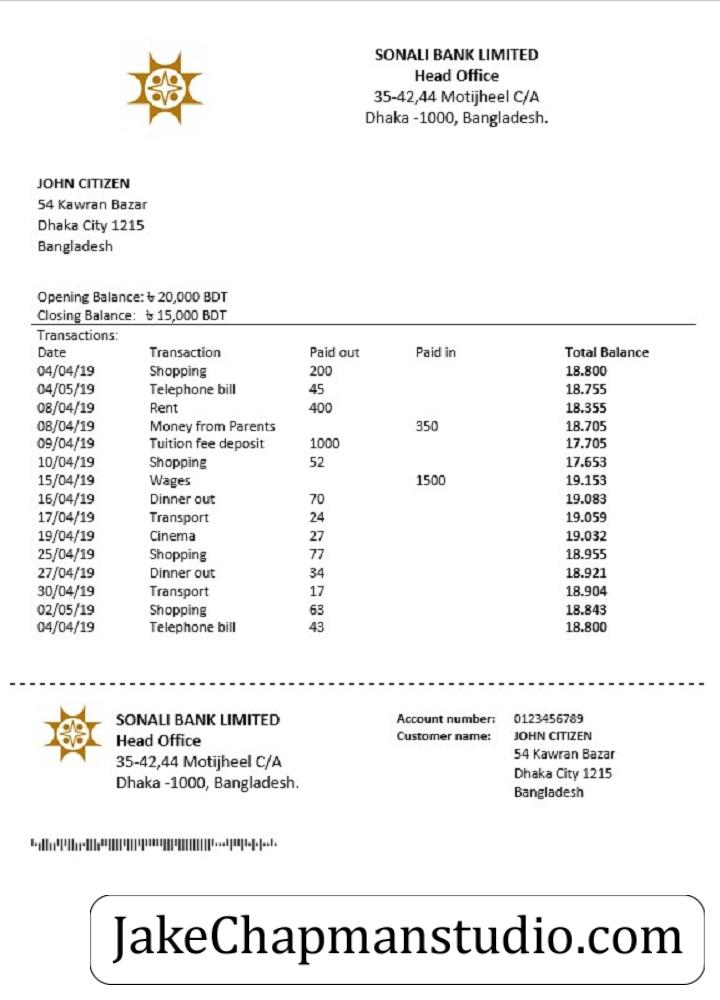 SONALI BANK LIMITED
Head Office
35-42,44 Motijheel C/A
Dhaka -1000, Bangladesh.
JOHN CITIZEN
54 Kawran Bazar
Dhaka City 1215
Bangladesh
Opening Balance: ৳ 20,000 BDT
Closing Balance: ৳ 15,000 BDT
Transactions:
Date Transaction Paid out Paid in Total Balance
04/04/19 Shopping 200 18.800
04/05/19 Telephone bill 45 18.755
08/04/19 Rent 400 18.355
08/04/19 Money from Parents 350 18.705
09/04/19 Tuition fee deposit 1000 17.705
10/04/19 Shopping 52 17.653
15/04/19 Wages 1500 19.153
16/04/19 Dinner out 70 19.083
17/04/19 Transport 24 19.059
19/04/19 Cinema 27 19.032
25/04/19 Shopping 77 18.955
27/04/19 Dinner out 34 18.921
30/04/19 Transport 17 18.904
02/05/19 Shopping 63 18.843
04/04/19 Telephone bill 43 18.800
SONALI BANK LIMITED
Head Office
35-42,44 Motijheel C/A
Dhaka -1000, Bangladesh.
Account number: 0123456789
Customer name: JOHN CITIZEN
54 Kawran Bazar
Dhaka City 1215
Bangladesh
JakeChapmanstudio.com